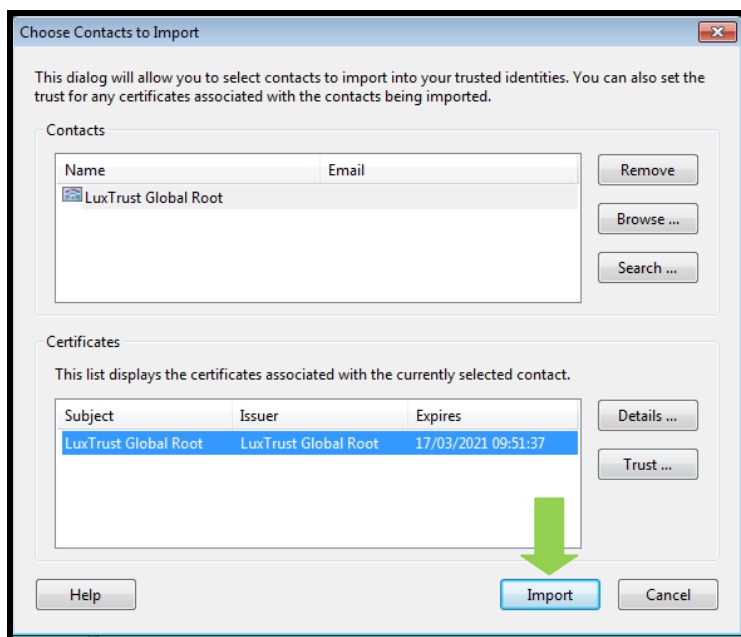 Choose Contacts to Import
This dialog will allow you to select contacts to import into your trusted identities. You can also set the
trust for any certificates associated with the contacts being imported.
Contacts
Name Email
LuxTrust Global Root
Remove
Browse ...
Search ...
Certificates
This list displays the certificates associated with the currently selected contact.
Subject Issuer Expires
LuxTrust Global Root LuxTrust Global Root 17/03/2021 09:51:37
Details ...
Trust ...
Help Import Cancel